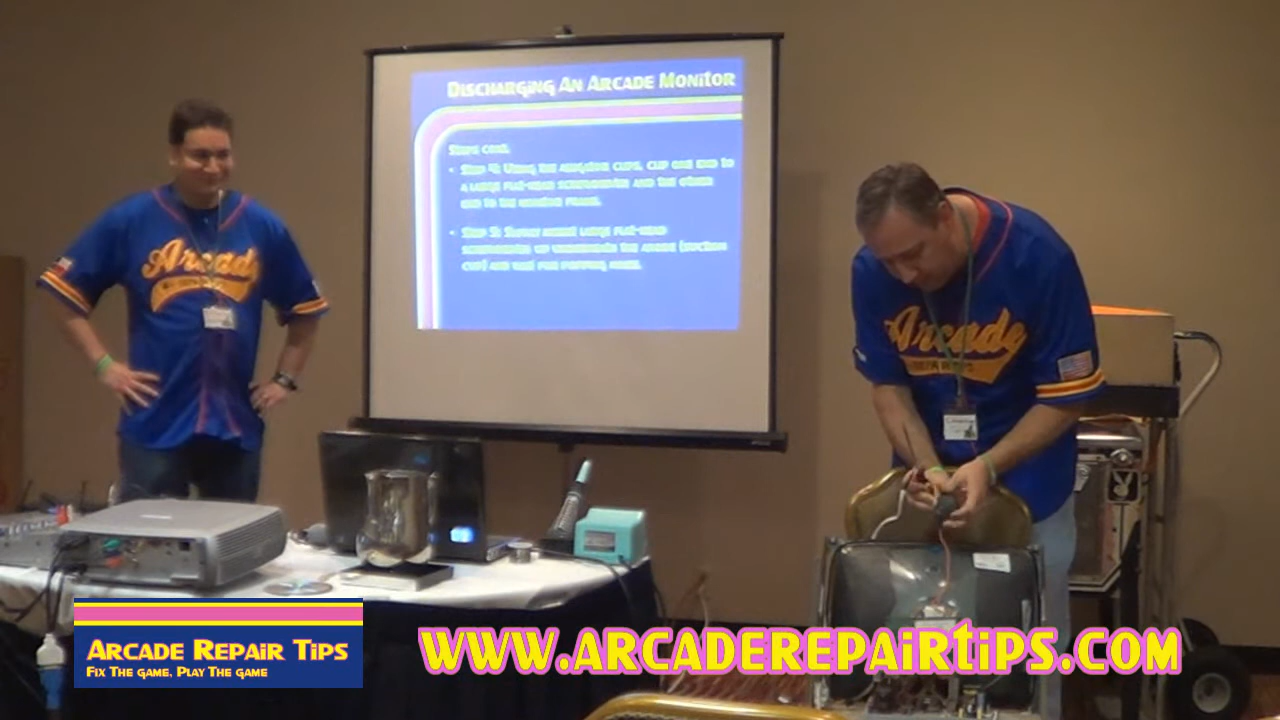 Discharging An Arcade Monitor
Steps cont.
• Step 4: Using the alligator clips, clip one end to
a large flat-head screwdriver and the other
end to the monitor frame.
• Step 5: Slowly insert large flat-head
screwdriver up underneath the anode (suction
cup) and wait for popping noise.
Arcade
Arcade
Arcade Repair Tips
Fix The game, Play The game
www.arcaderepairtips.com